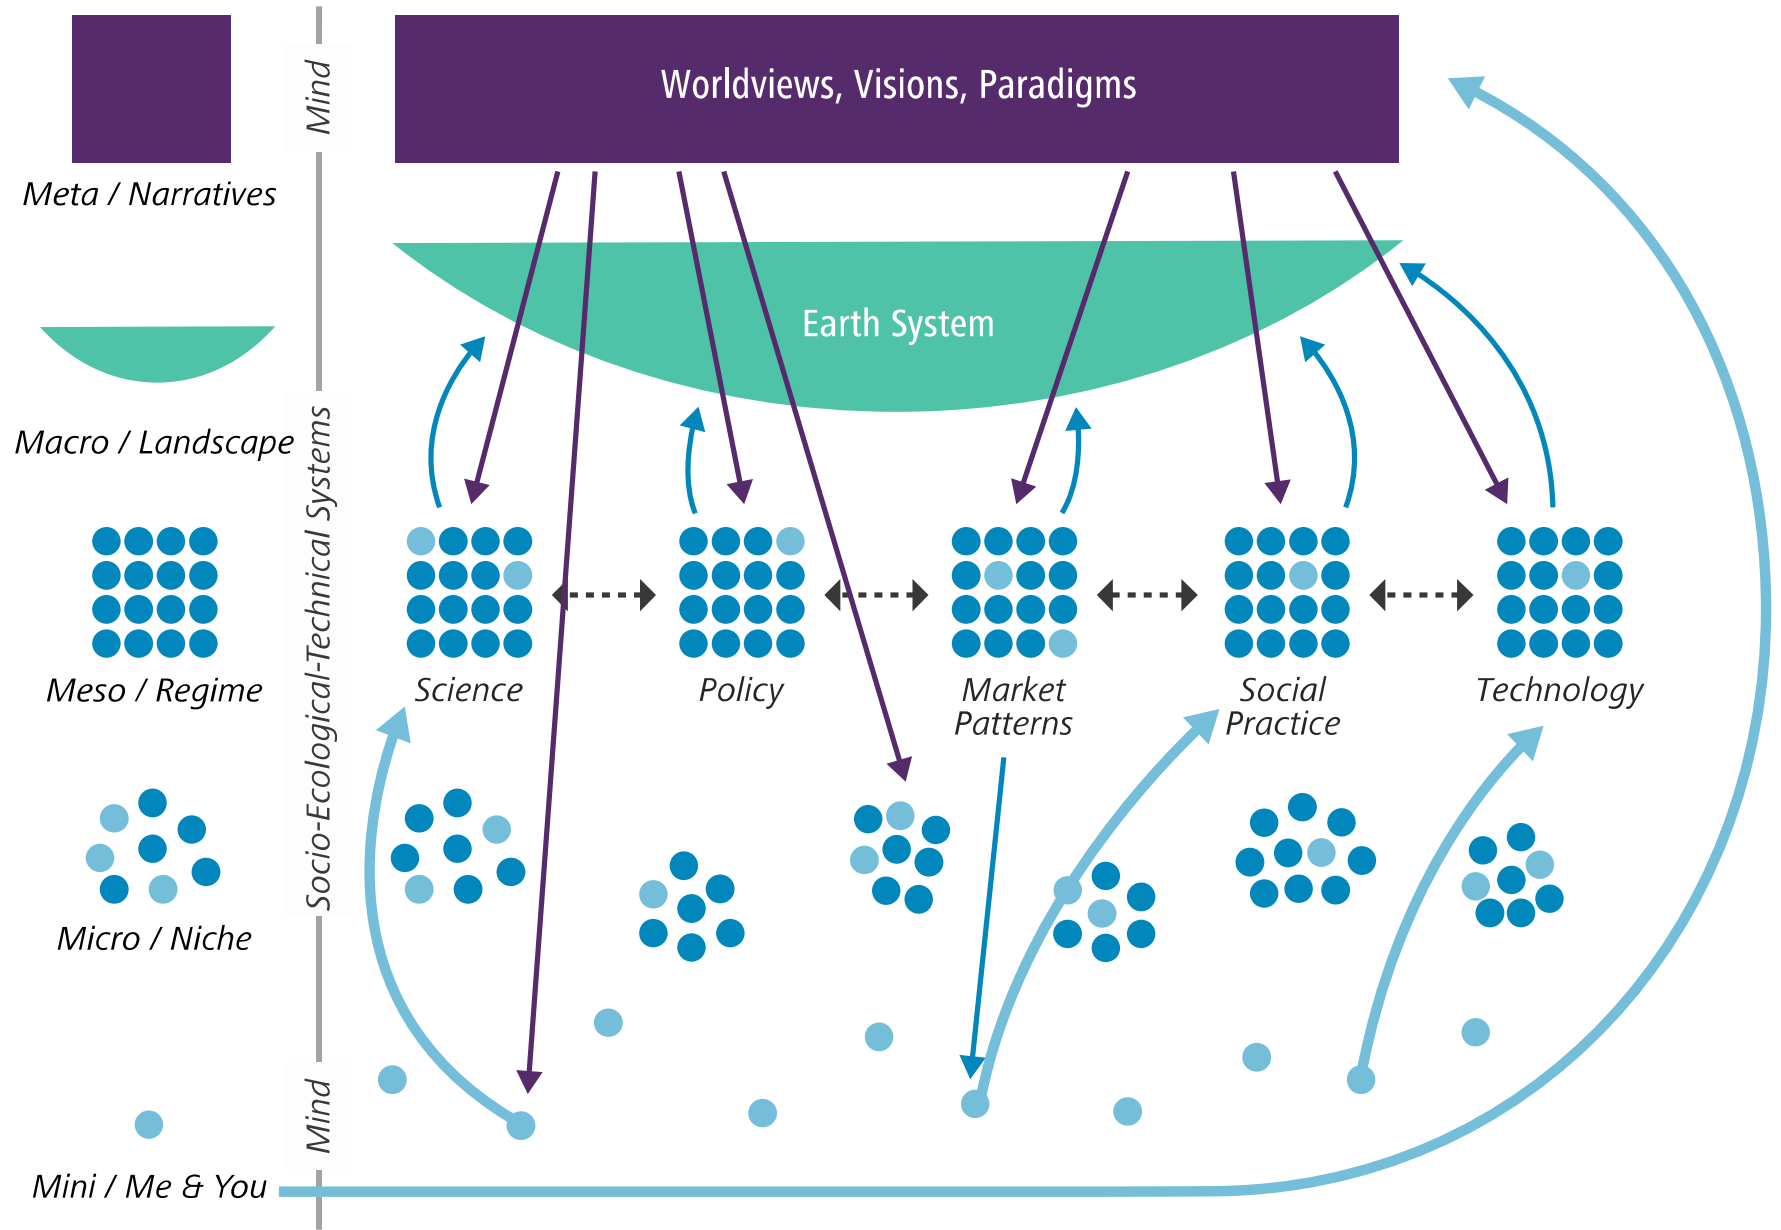 Worldviews, Visions, Paradigms
Mind
Meta / Narratives
Earth System
Macro / Landscape
Socio-Ecological-Technical Systems
Meso / Regime
Science
Policy
Market
Patterns
Social
Practice
Technology
Micro / Niche
Mind
Mini / Me & You